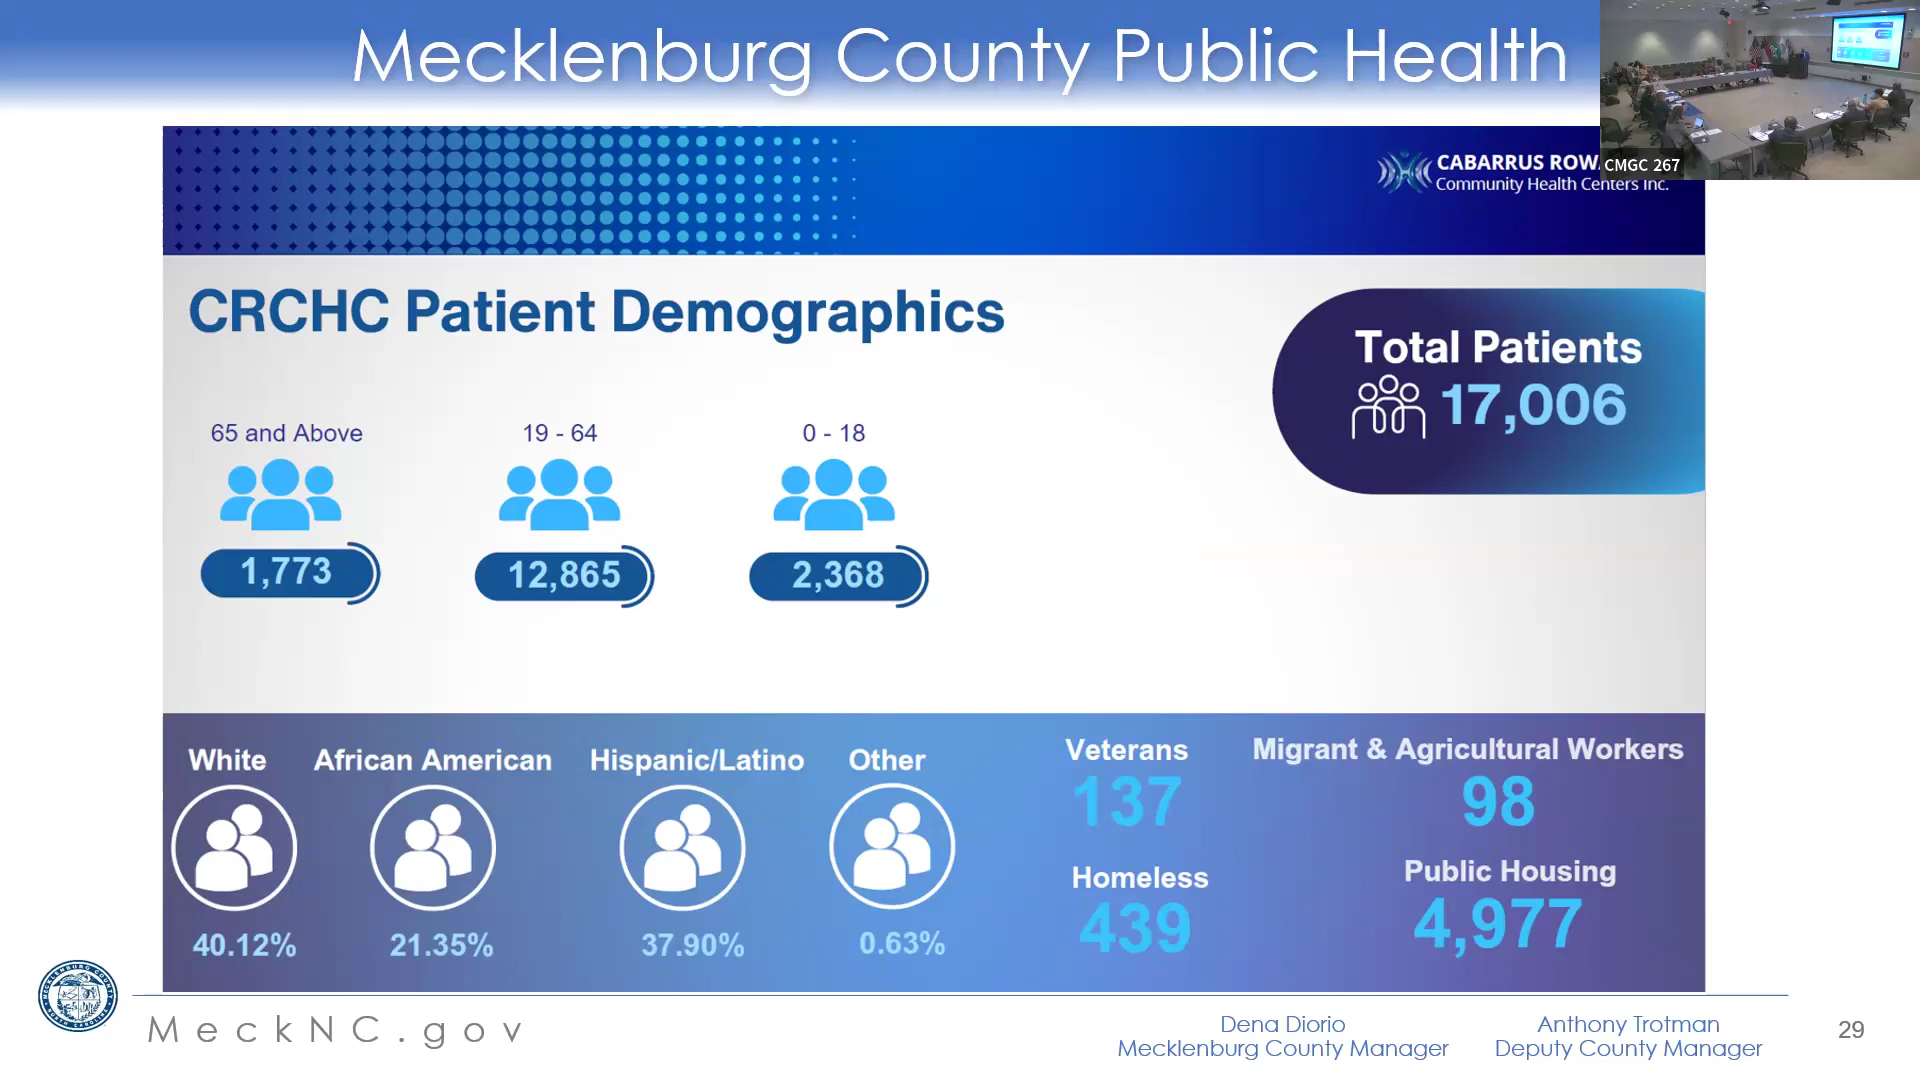 Mecklenburg County Public Health
CMGC 267
CABARRUS
Community Health Centers Inc.
CRCHC Patient Demographics
Total Patients
17,006
65 and Above
19 - 64
0 - 18
1,773
12,865
2,368
White
African American
Hispanic/Latino
Other
40.12%
21.35%
37.90%
0.63%
Veterans
137
Migrant & Agricultural Workers
98
Homeless
439
Public Housing
4,977
MeckNC.gov
Dena Diorio
Mecklenburg County Manager
Anthony Trotman
Deputy County Manager
29